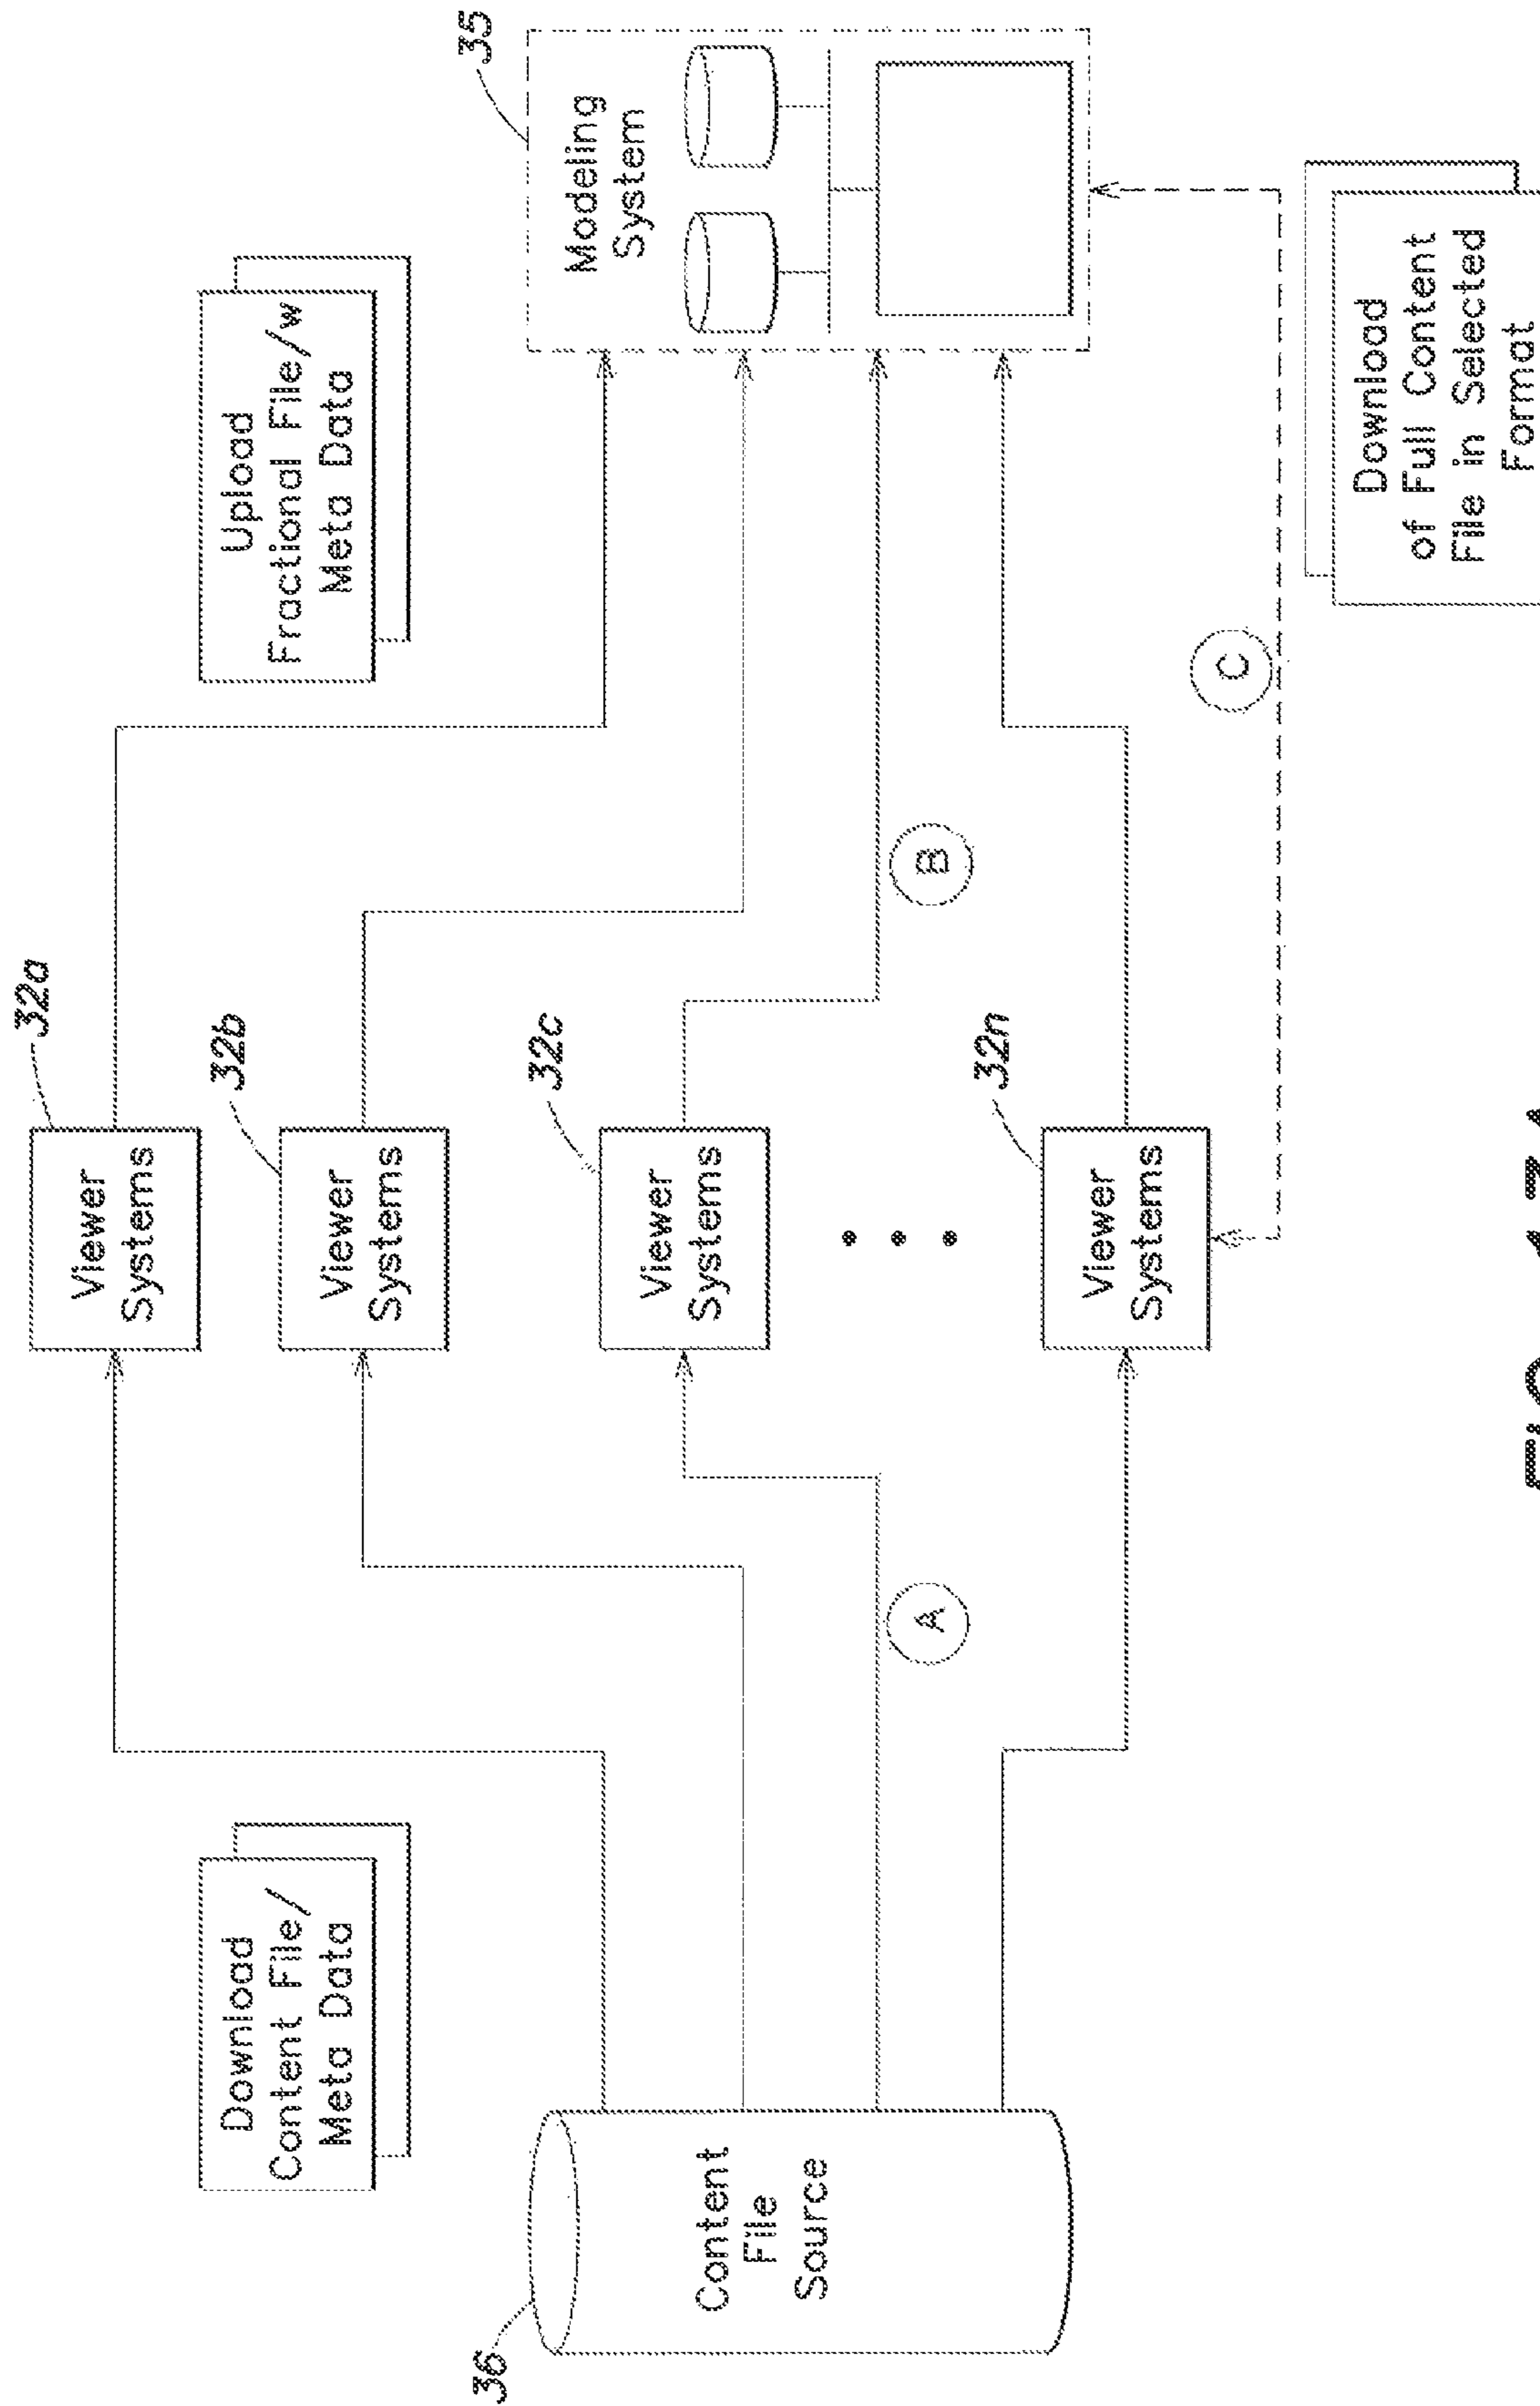 Download
Content File/
Meta Data
Upload
Fractional File/w
Meta Data
32a
Viewer
Systems
32b
Viewer
Systems
32c
Viewer
Systems
32n
Viewer
Systems
36
Content
File
Source
35
Modeling
System
A
B
C
Download
of Full Content
File in Selected
Format